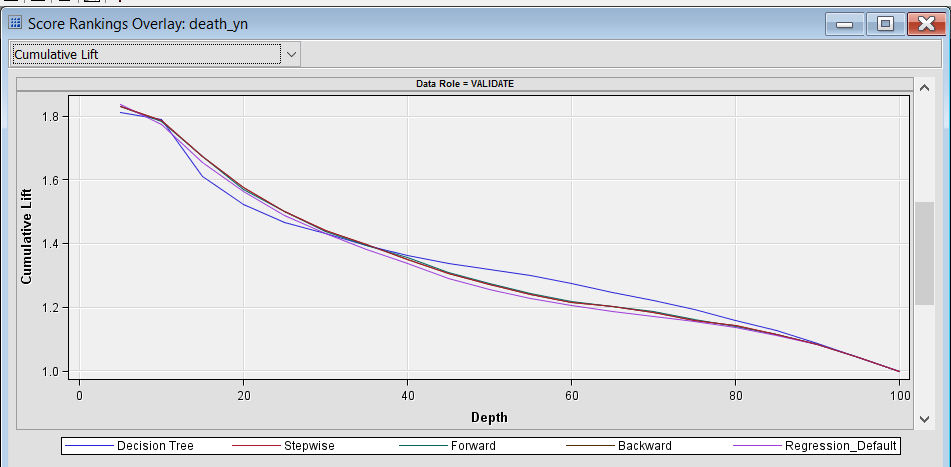 Score Rankings Overlay: death_yn
Cumulative Lift
Data Role = VALIDATE
1.8
1.6
1.4
1.2
1.0
Cumulative Lift
0 20 40 60 80 100
Depth
Decision Tree Stepwise Forward Backward Regression_Default